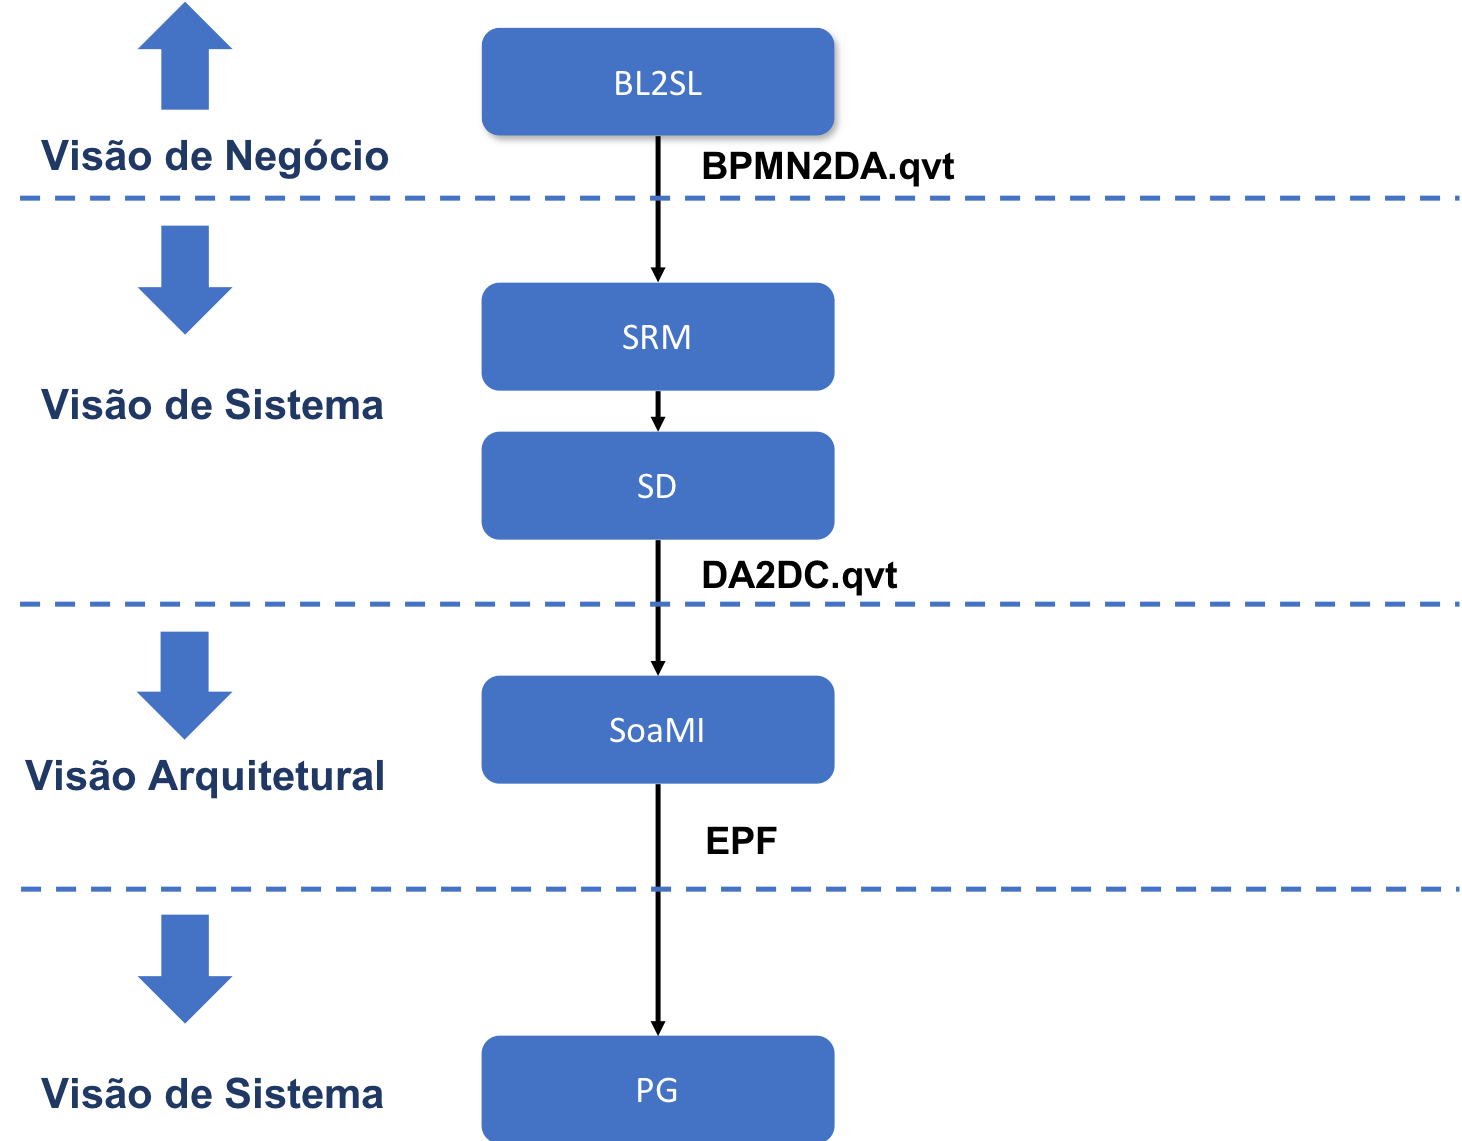 BL2SL
Visão de Negócio
BPMN2DA.qvt
SRM
Visão de Sistema
SD
DA2DC.qvt
SoaMl
Visão Arquitetural
EPF
Visão de Sistema
PG